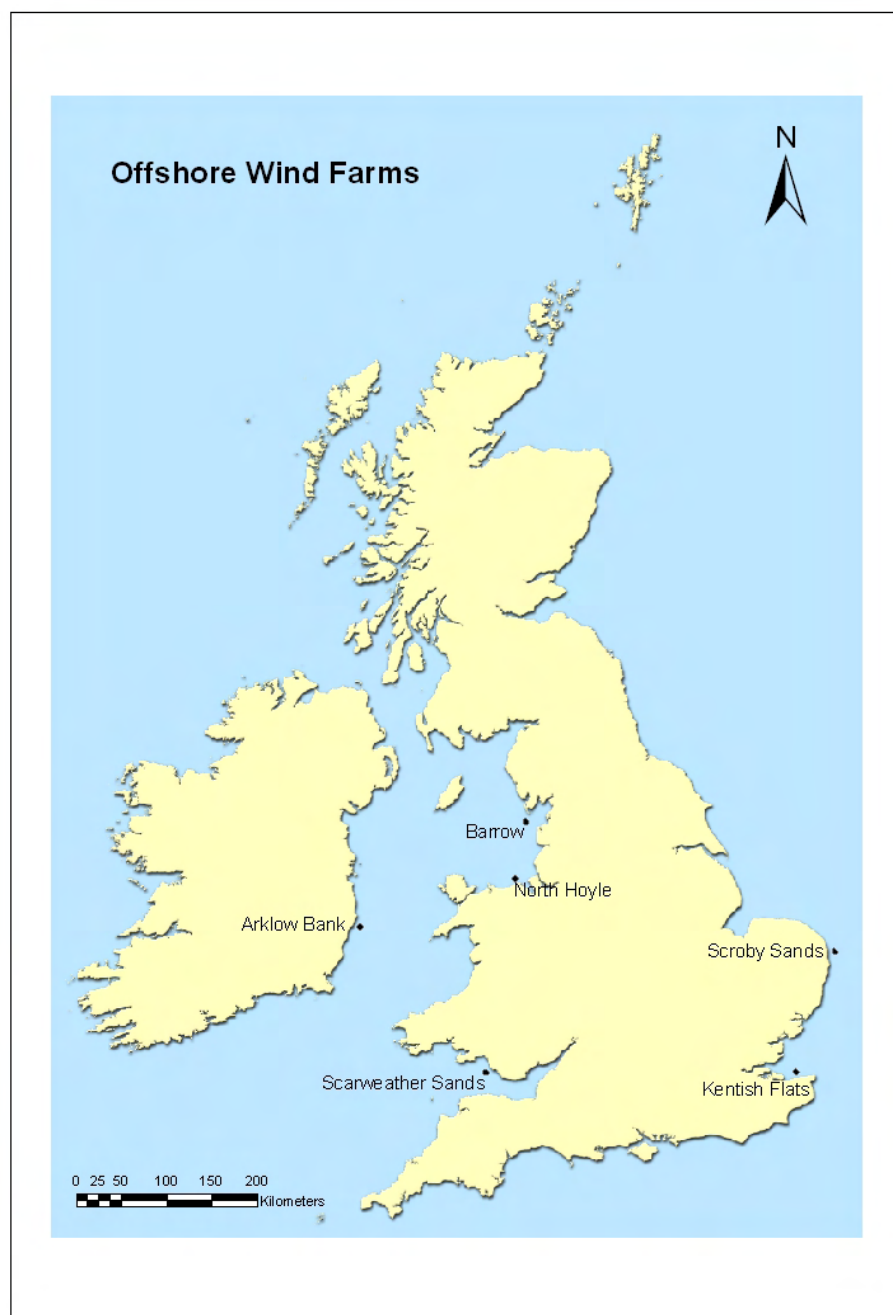 N
Offshore Wind Farms
Barrow
North Hoyle
Arklow Bank
Scroby Sands
Scarweather Sands
Kentish Flats
0 25 50 100 150 200
Kilometers